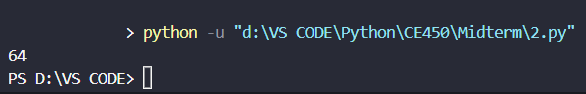 > python -u "d:\VS CODE\Python\CE450\Midterm\2.py"
64
PS D:\VS CODE>